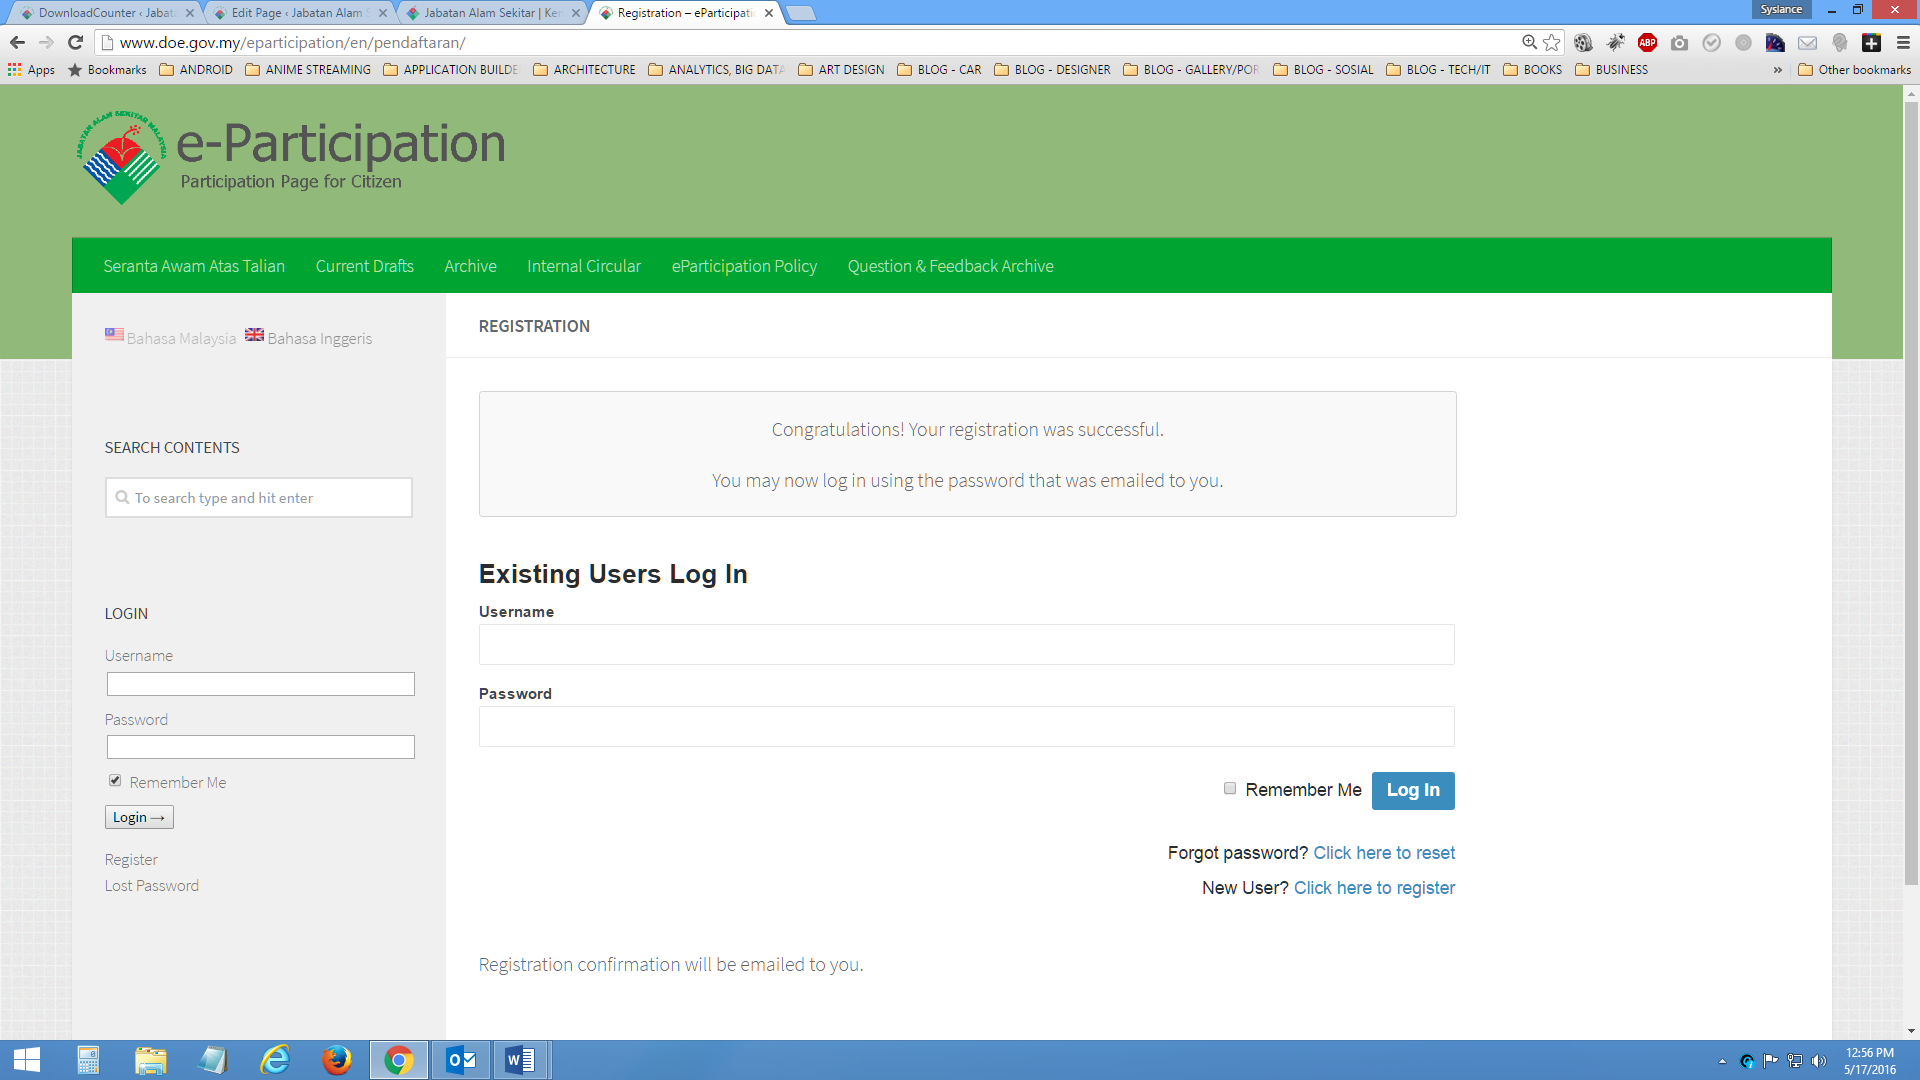 DownloadCounter ‹ Jabata
Edit Page ‹ Jabatan Alam S
Jabatan Alam Sekitar | Ken
Registration – eParticipati
Syslance
www.doe.gov.my/eparticipation/en/pendaftaran/
ABP
Apps
Bookmarks
ANDROID
ANIME STREAMING
APPLICATION BUILDE
ARCHITECTURE
ANALYTICS, BIG DATA
ART DESIGN
BLOG - CAR
BLOG - DESIGNER
BLOG - GALLERY/POR
BLOG - SOSIAL
BLOG - TECH/IT
BOOKS
BUSINESS
»
Other bookmarks
JABATAN ALAM SEKITAR MALAYSIA
e-Participation
Participation Page for Citizen
Seranta Awam Atas Talian
Current Drafts
Archive
Internal Circular
eParticipation Policy
Question & Feedback Archive
Bahasa Malaysia
Bahasa Inggeris
SEARCH CONTENTS
To search type and hit enter
LOGIN
Username
Password
Remember Me
Login →
Register
Lost Password
REGISTRATION
Congratulations! Your registration was successful.
You may now log in using the password that was emailed to you.
Existing Users Log In
Username
Password
Remember Me
Log In
Forgot password? Click here to reset
New User? Click here to register
Registration confirmation will be emailed to you.
12:56 PM
5/17/2016